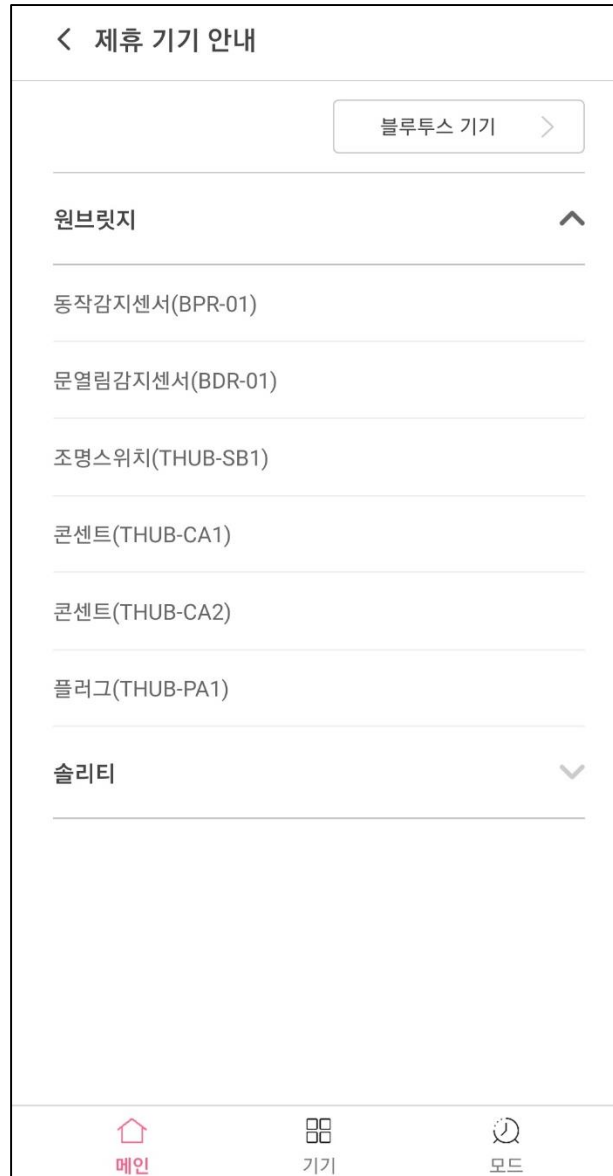 제휴 기기 안내
블루투스 기기
원브릿지
동작감지센서(BPR-01)
문열림감지센서(BDR-01)
조명스위치(THUB-SB1)
콘센트(THUB-CA1)
콘센트(THUB-CA2)
플러그(THUB-PA1)
솔리티
메인 기기 모드